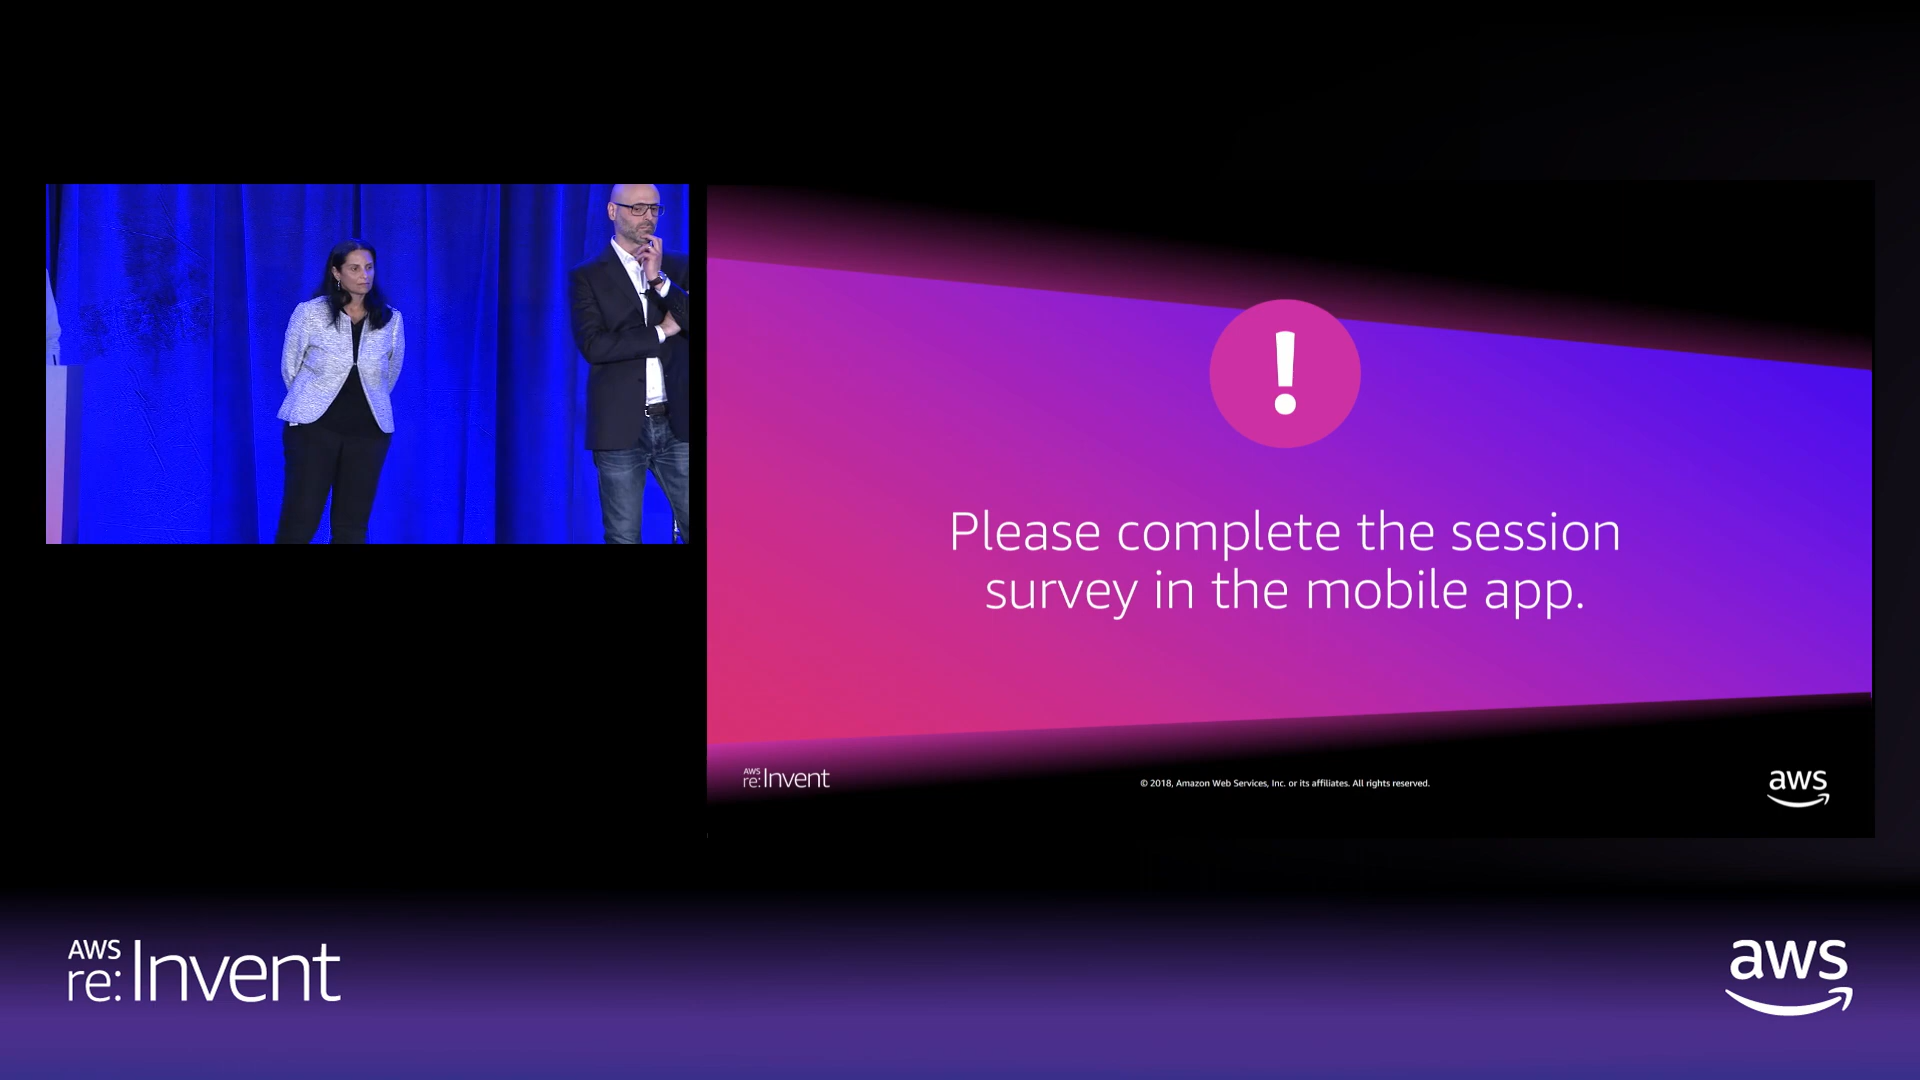 Please complete the session
survey in the mobile app.
AWS
re:Invent
© 2018, Amazon Web Services, Inc. or its affiliates. All rights reserved.
aws
AWS
re:Invent
aws